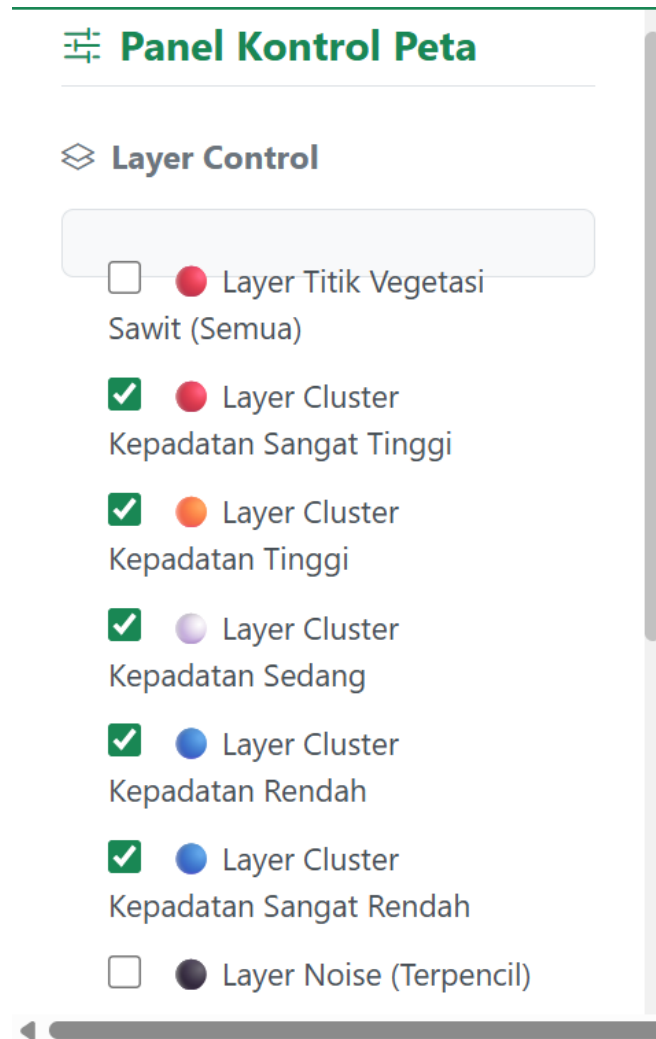 Panel Kontrol Peta
Layer Control
Layer Titik Vegetasi
Sawit (Semua)
Layer Cluster
Kepadatan Sangat Tinggi
Layer Cluster
Kepadatan Tinggi
Layer Cluster
Kepadatan Sedang
Layer Cluster
Kepadatan Rendah
Layer Cluster
Kepadatan Sangat Rendah
Layer Noise (Terpencil)